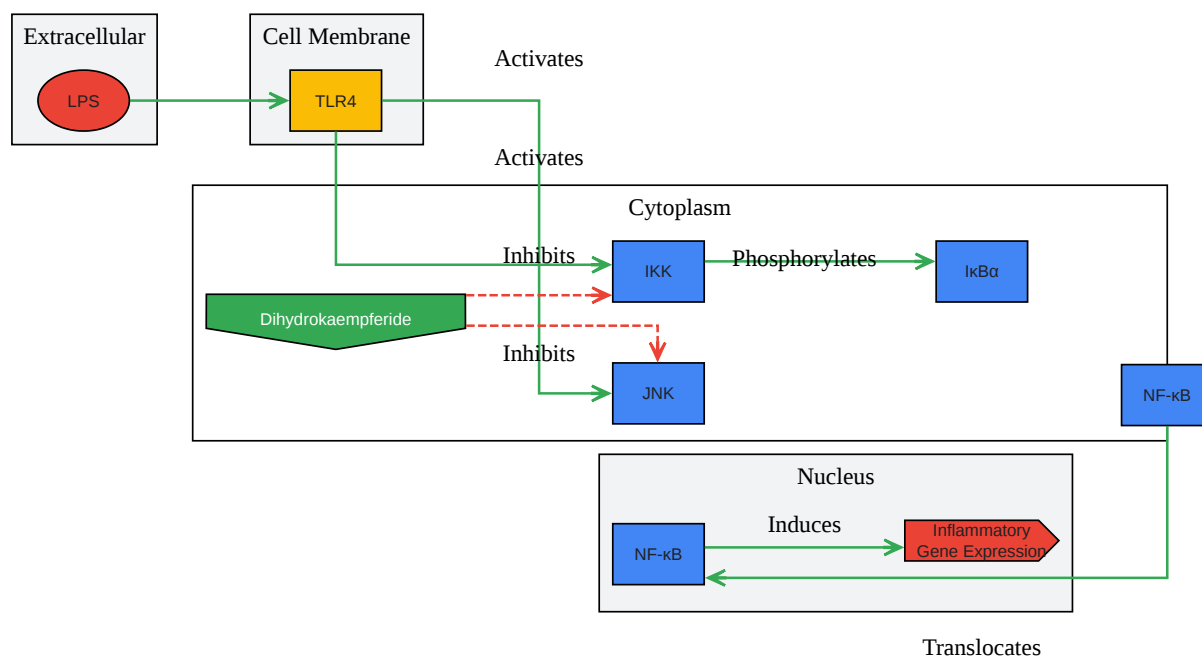 Extracellular
Cell Membrane
Activates
LPS
TLR4
Activates
Cytoplasm
Inhibits
IKK
Phosphorylates
IκBα
Dihydrokaempferide
Inhibits
JNK
NF-κB
Nucleus
Induces
Inflammatory
Gene Expression
NF-κB
Translocates